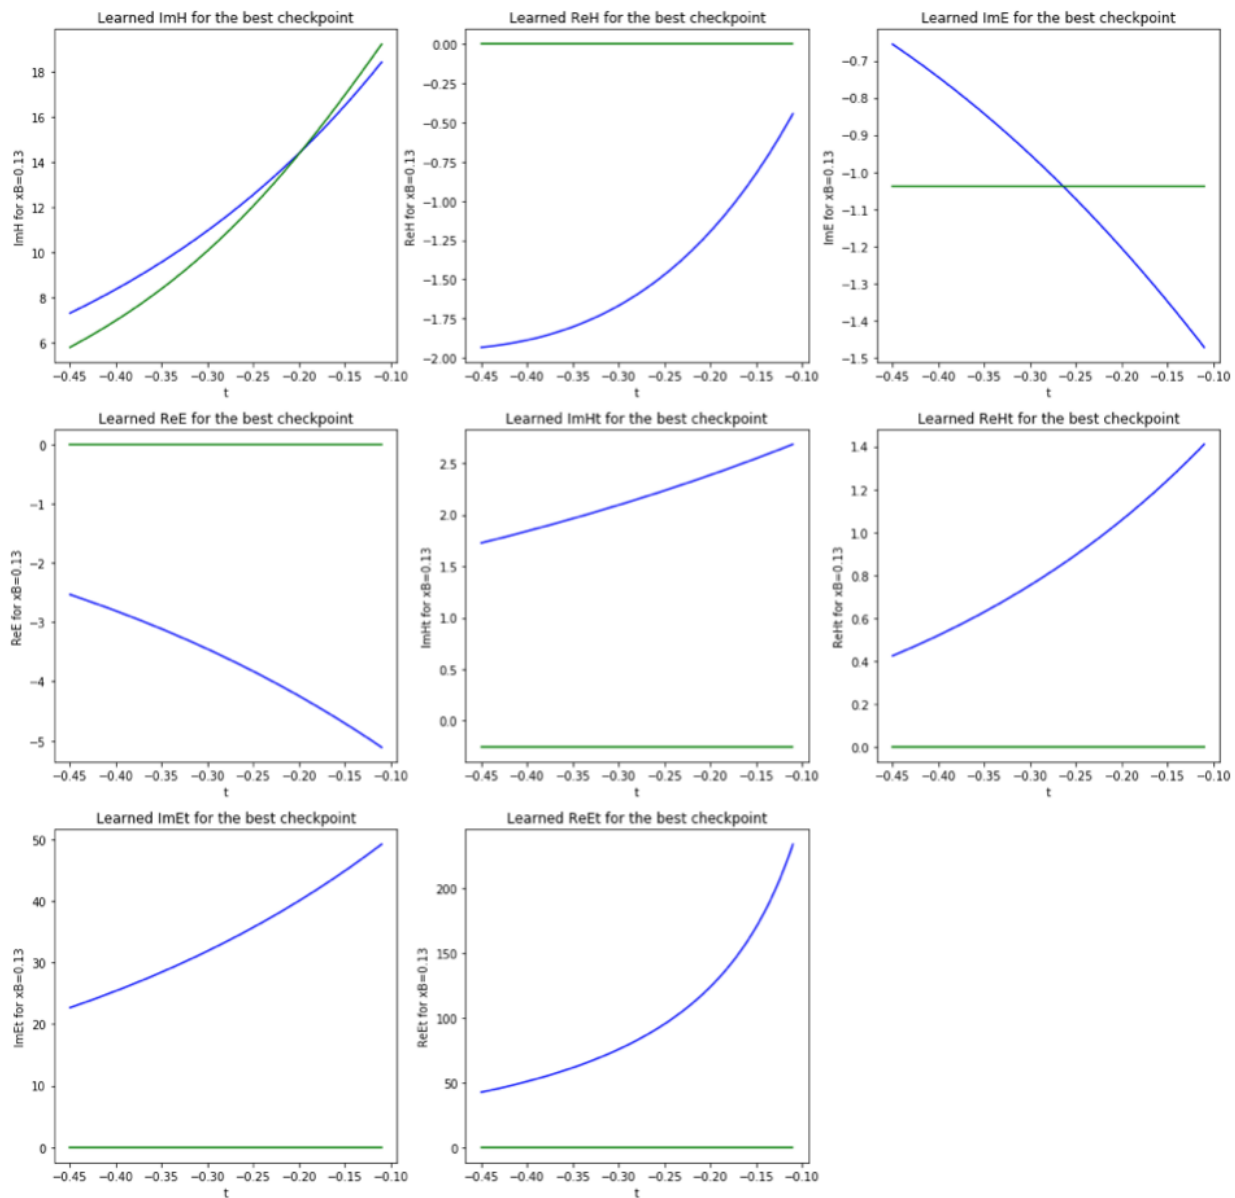 Learned ImH for the best checkpoint
18
16
14
12
10
8
6
ImH for xB=0.13
−0.45 −0.40 −0.35 −0.30 −0.25 −0.20 −0.15 −0.10
t
Learned ReH for the best checkpoint
0.00
−0.25
−0.50
−0.75
−1.00
−1.25
−1.50
−1.75
−2.00
ReH for xB=0.13
−0.45 −0.40 −0.35 −0.30 −0.25 −0.20 −0.15 −0.10
t
Learned ImE for the best checkpoint
−0.7
−0.8
−0.9
−1.0
−1.1
−1.2
−1.3
−1.4
−1.5
ImE for xB=0.13
−0.45 −0.40 −0.35 −0.30 −0.25 −0.20 −0.15 −0.10
t
Learned ReE for the best checkpoint
0
−1
−2
−3
−4
−5
ReE for xB=0.13
−0.45 −0.40 −0.35 −0.30 −0.25 −0.20 −0.15 −0.10
t
Learned ImHt for the best checkpoint
2.5
2.0
1.5
1.0
0.5
0.0
ImHt for xB=0.13
−0.45 −0.40 −0.35 −0.30 −0.25 −0.20 −0.15 −0.10
t
Learned ReHt for the best checkpoint
1.4
1.2
1.0
0.8
0.6
0.4
0.2
0.0
ReHt for xB=0.13
−0.45 −0.40 −0.35 −0.30 −0.25 −0.20 −0.15 −0.10
t
Learned ImEt for the best checkpoint
50
40
30
20
10
0
ImEt for xB=0.13
−0.45 −0.40 −0.35 −0.30 −0.25 −0.20 −0.15 −0.10
t
Learned ReEt for the best checkpoint
200
150
100
50
0
ReEt for xB=0.13
−0.45 −0.40 −0.35 −0.30 −0.25 −0.20 −0.15 −0.10
t